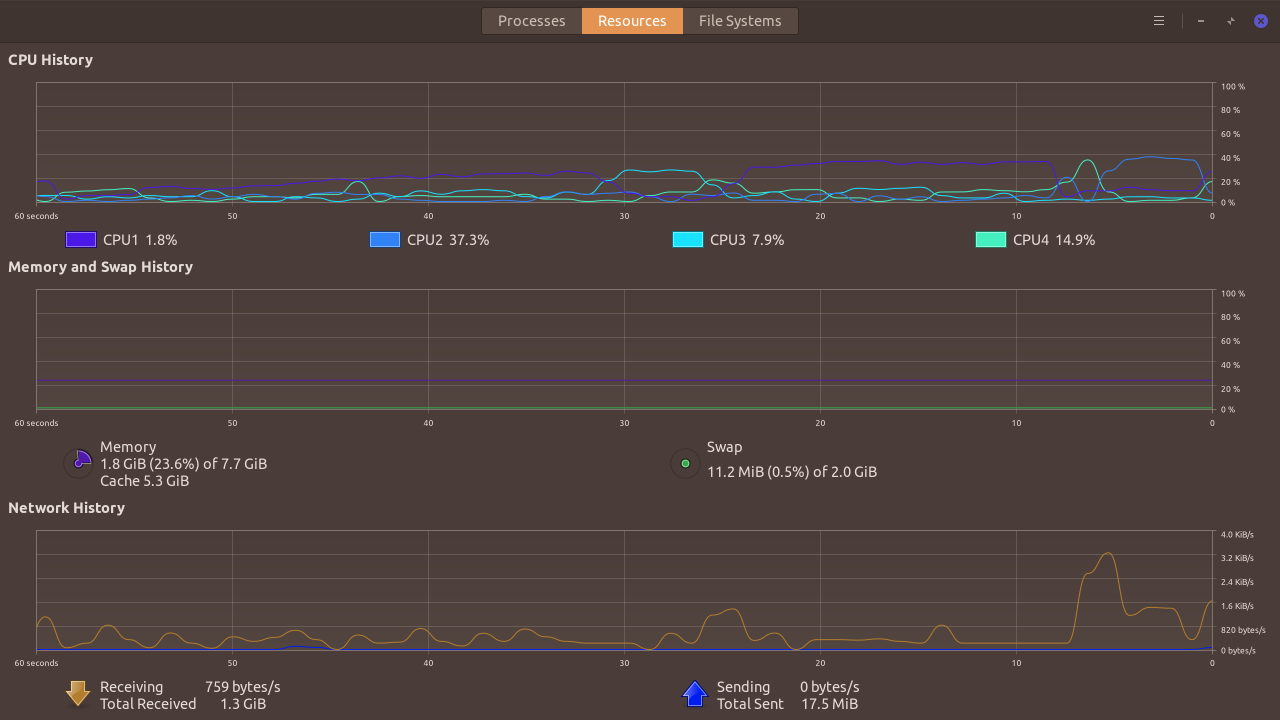 Processes Resources File Systems
CPU History
100 %
80 %
60 %
40 %
20 %
0 %
60 seconds 50 40 30 20 10 0
CPU1 1.8% CPU2 37.3% CPU3 7.9% CPU4 14.9%
Memory and Swap History
100 %
80 %
60 %
40 %
20 %
0 %
60 seconds 50 40 30 20 10 0
Memory
1.8 GiB (23.6%) of 7.7 GiB
Cache 5.3 GiB
Swap
11.2 MiB (0.5%) of 2.0 GiB
Network History
4.0 KiB/s
3.2 KiB/s
2.4 KiB/s
1.6 KiB/s
820 bytes/s
0 bytes/s
60 seconds 50 40 30 20 10 0
Receiving 759 bytes/s
Total Received 1.3 GiB
Sending 0 bytes/s
Total Sent 17.5 MiB